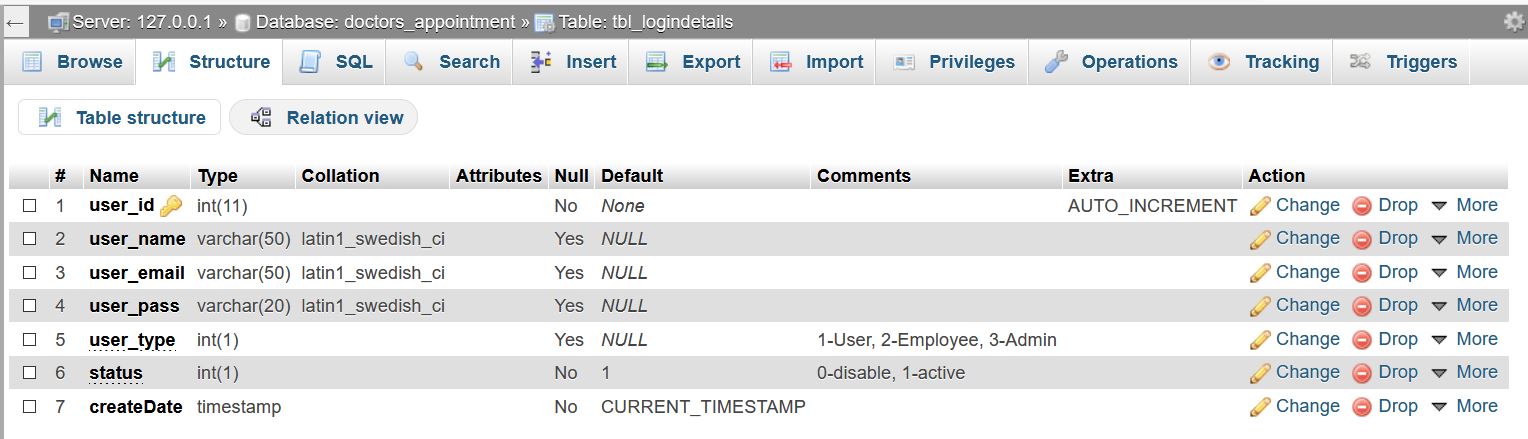 Server: 127.0.0.1 » Database: doctors_appointment » Table: tbl_logindetails
Browse Structure SQL Search Insert Export Import Privileges Operations Tracking Triggers
Table structure Relation view
# Name Type Collation Attributes Null Default Comments Extra Action
1 user_id int(11) No None AUTO_INCREMENT Change Drop More
2 user_name varchar(50) latin1_swedish_ci Yes NULL Change Drop More
3 user_email varchar(50) latin1_swedish_ci Yes NULL Change Drop More
4 user_pass varchar(20) latin1_swedish_ci Yes NULL Change Drop More
5 user_type int(1) Yes NULL 1-User, 2-Employee, 3-Admin Change Drop More
6 status int(1) No 1 0-disable, 1-active Change Drop More
7 createDate timestamp No CURRENT_TIMESTAMP Change Drop More